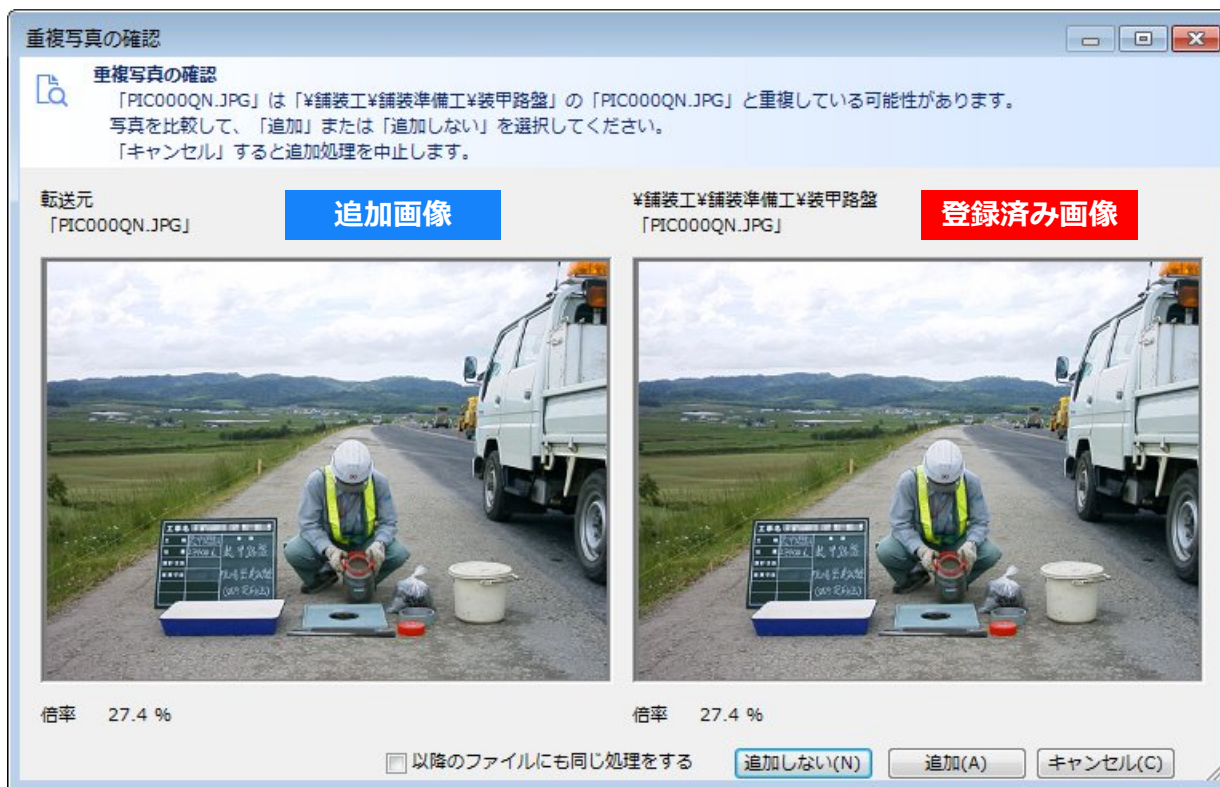 重複写真の確認
重複写真の確認
「PIC000QN.JPG」は「¥舗装工¥舗装準備工¥装甲路盤」の「PIC000QN.JPG」と重複している可能性があります。
写真を比較して、「追加」または「追加しない」を選択してください。
「キャンセル」すると追加処理を中止します。
転送元
「PIC000QN.JPG」
追加画像
¥舗装工¥舗装準備工¥装甲路盤
「PIC000QN.JPG」
登録済み画像
工事名
工事名
倍率 27.4 %
倍率 27.4 %
以降のファイルにも同じ処理をする
追加しない(N)
追加(A)
キャンセル(C)